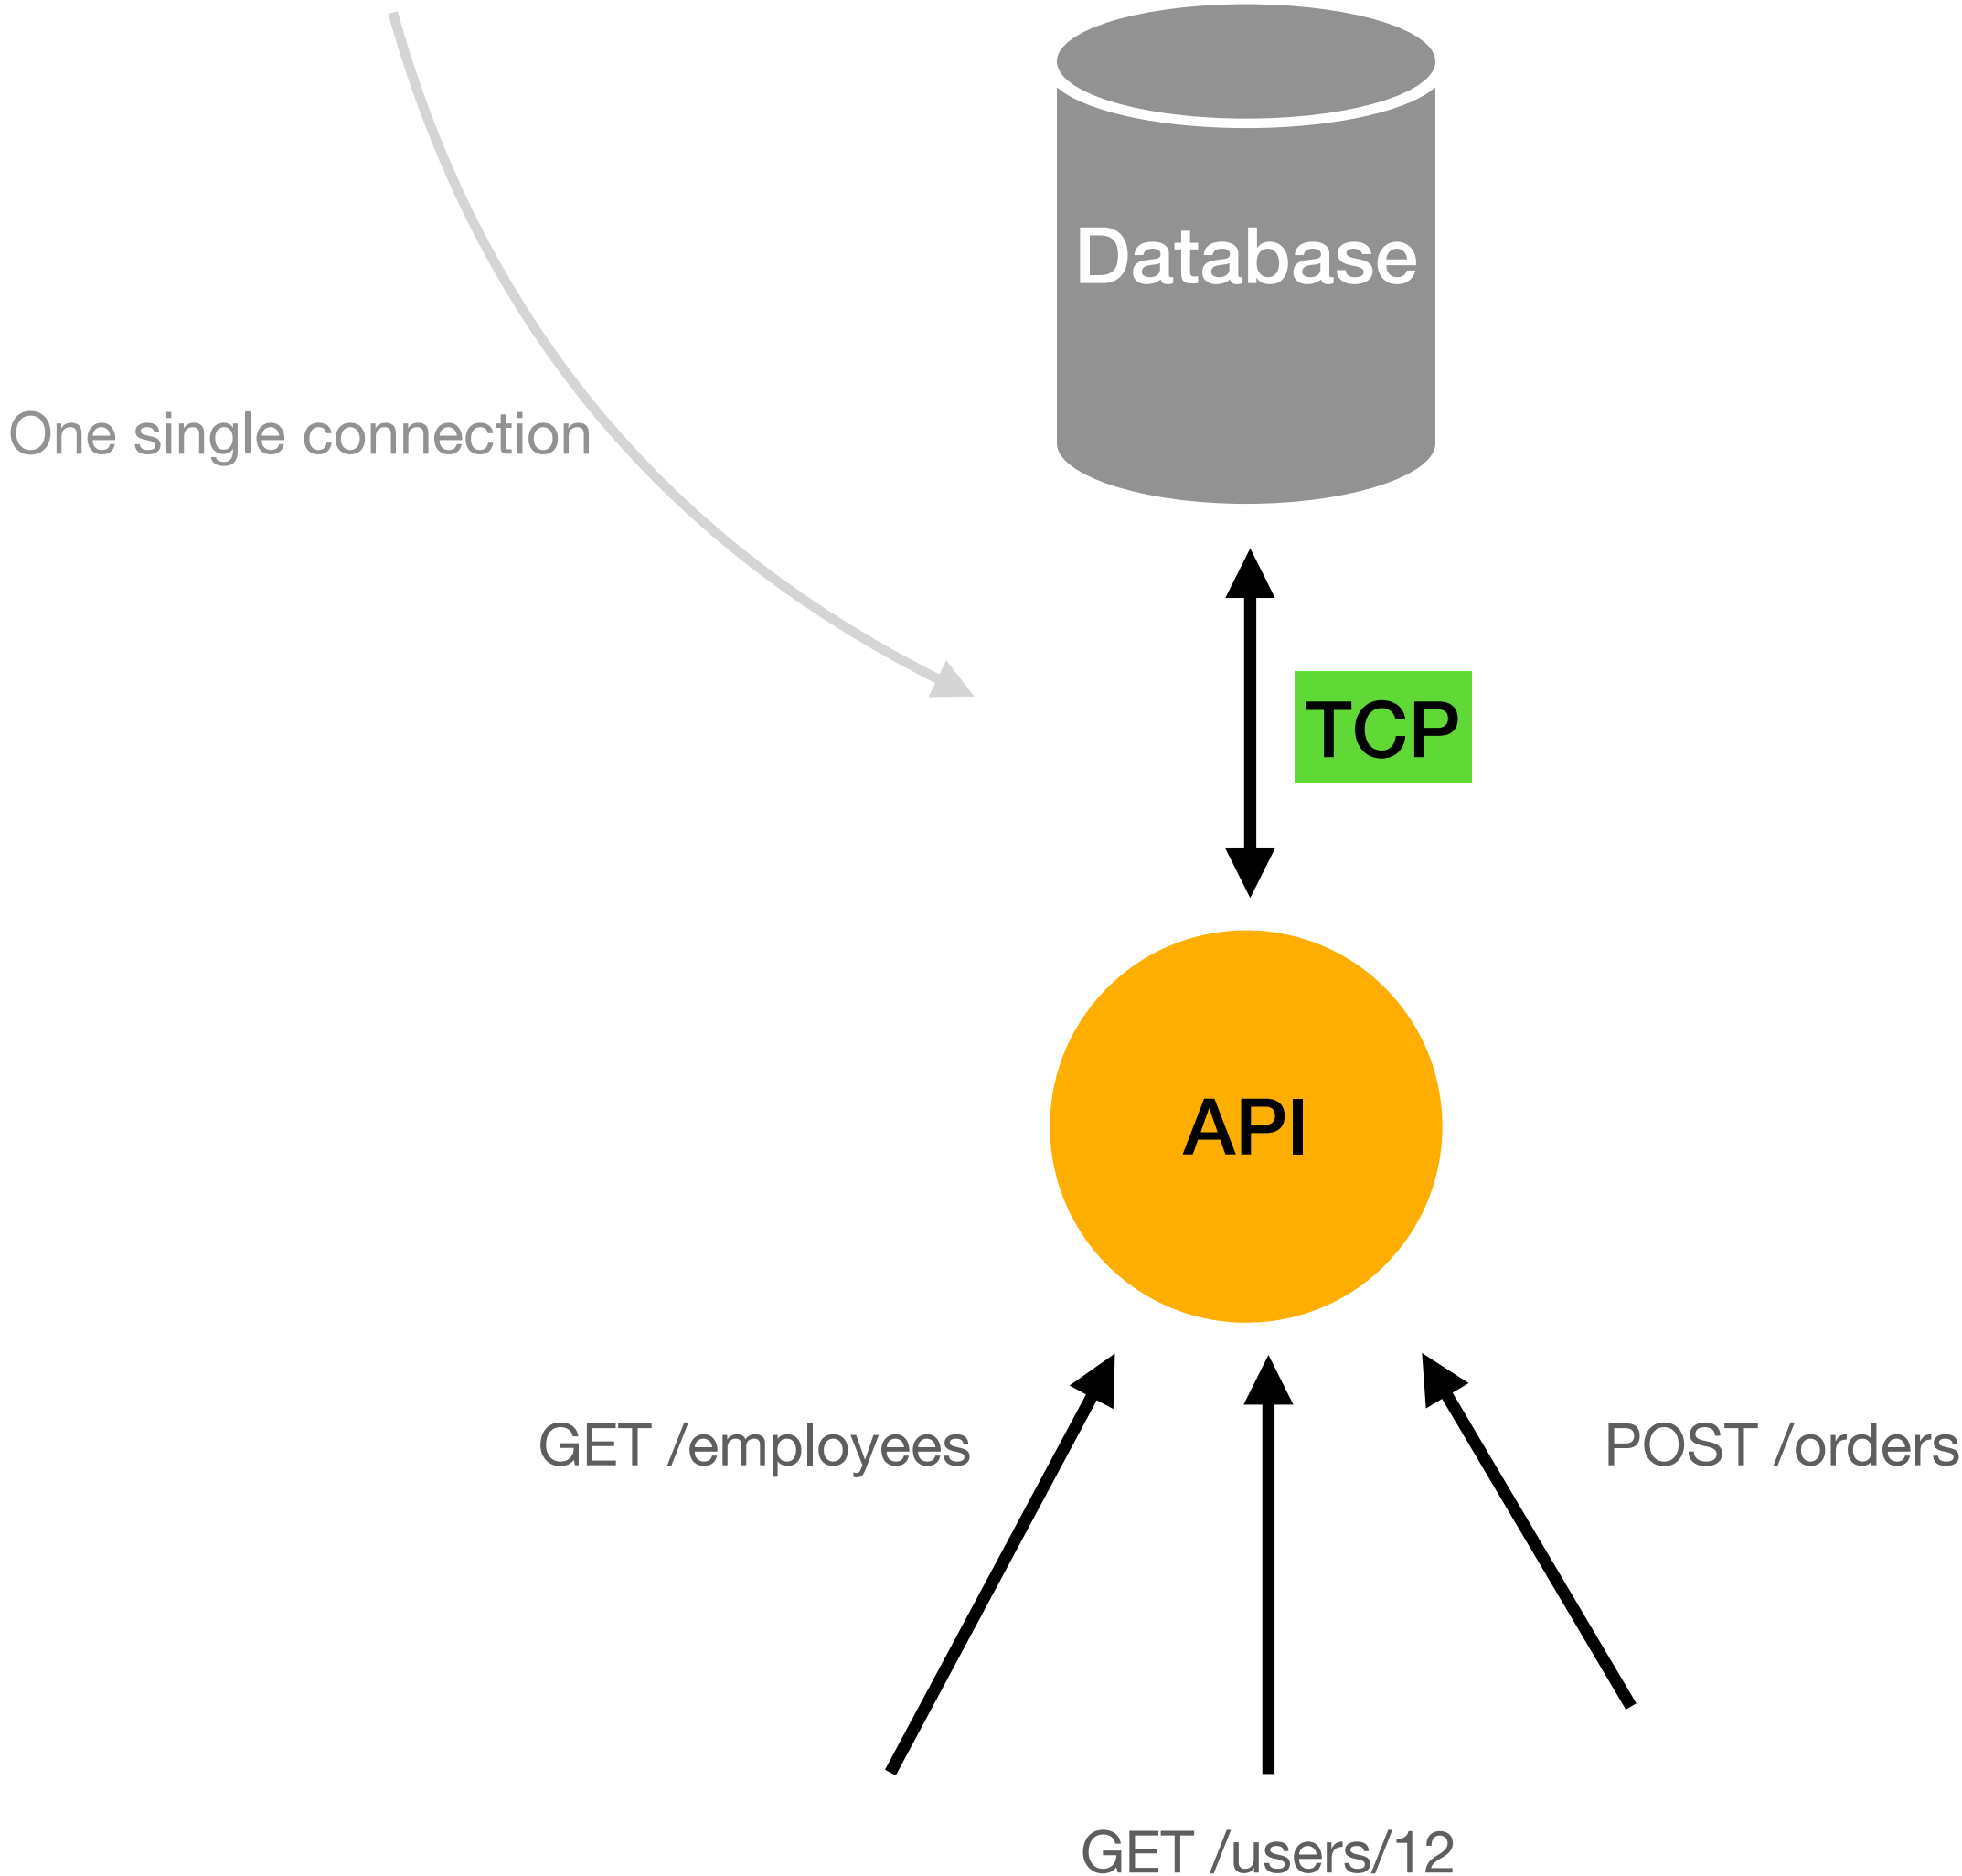 Database
One single connection
TCP
API
GET /employees
POST /orders
GET /users/12